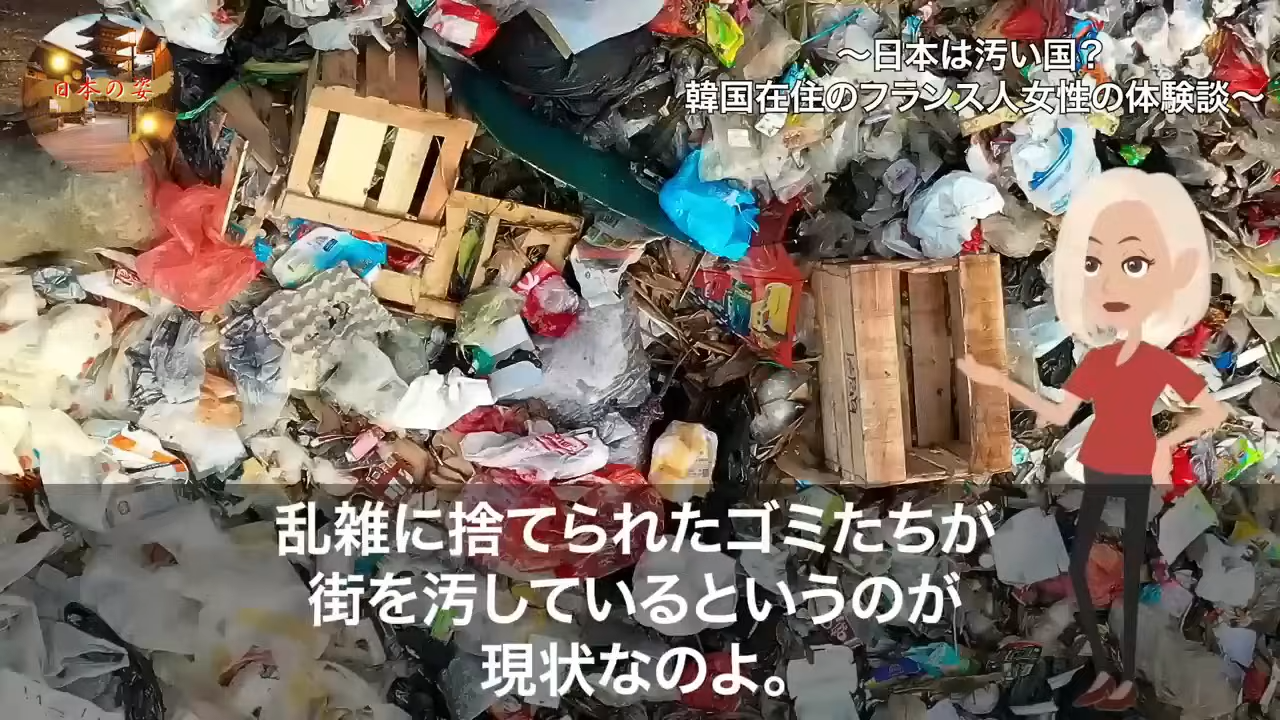 日本の姿
～日本は汚い国？
韓国在住のフランス人女性の体験談～
乱雑に捨てられたゴミたちが
街を汚しているというのが
現状なのよ。